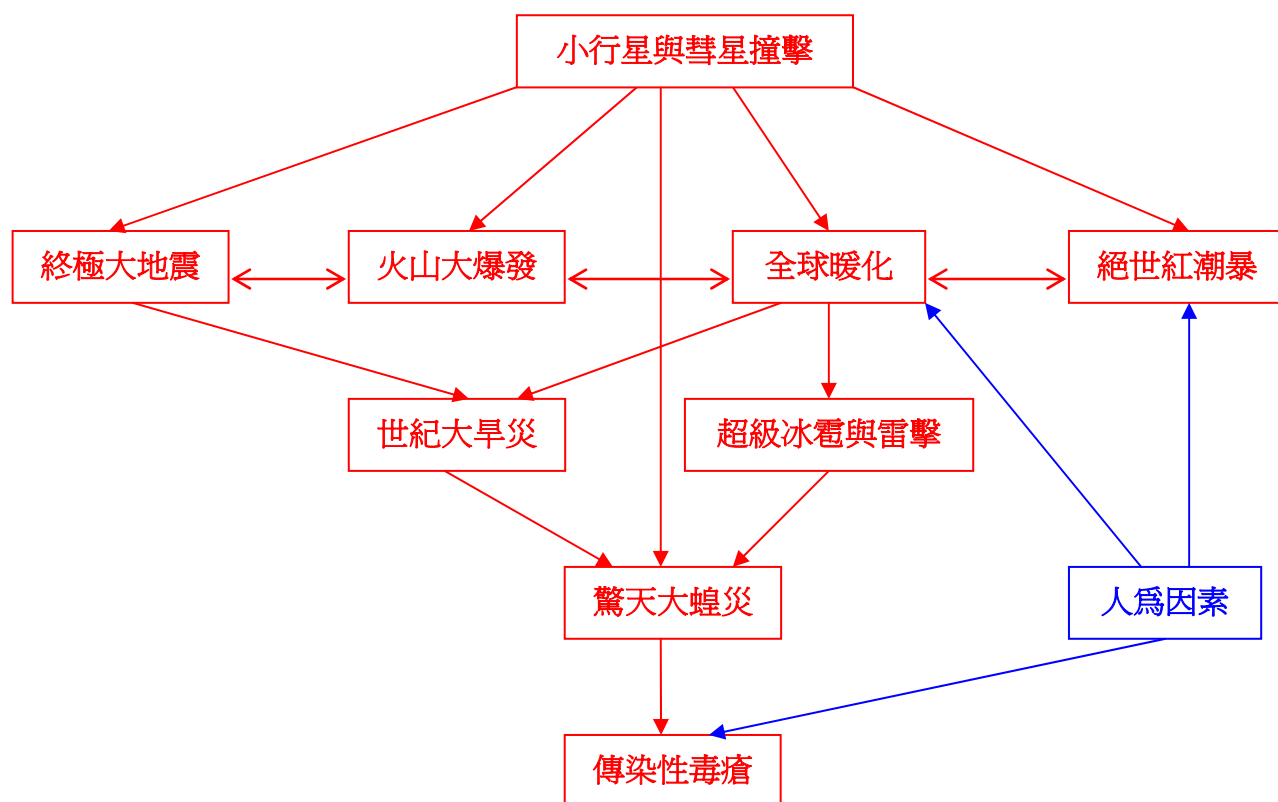 小行星與彗星撞擊
終極大地震
火山大爆發
全球暖化
絕世紅潮暴
世紀大旱災
超級冰雹與雷擊
驚天大蝗災
人爲因素
傳染性毒瘡